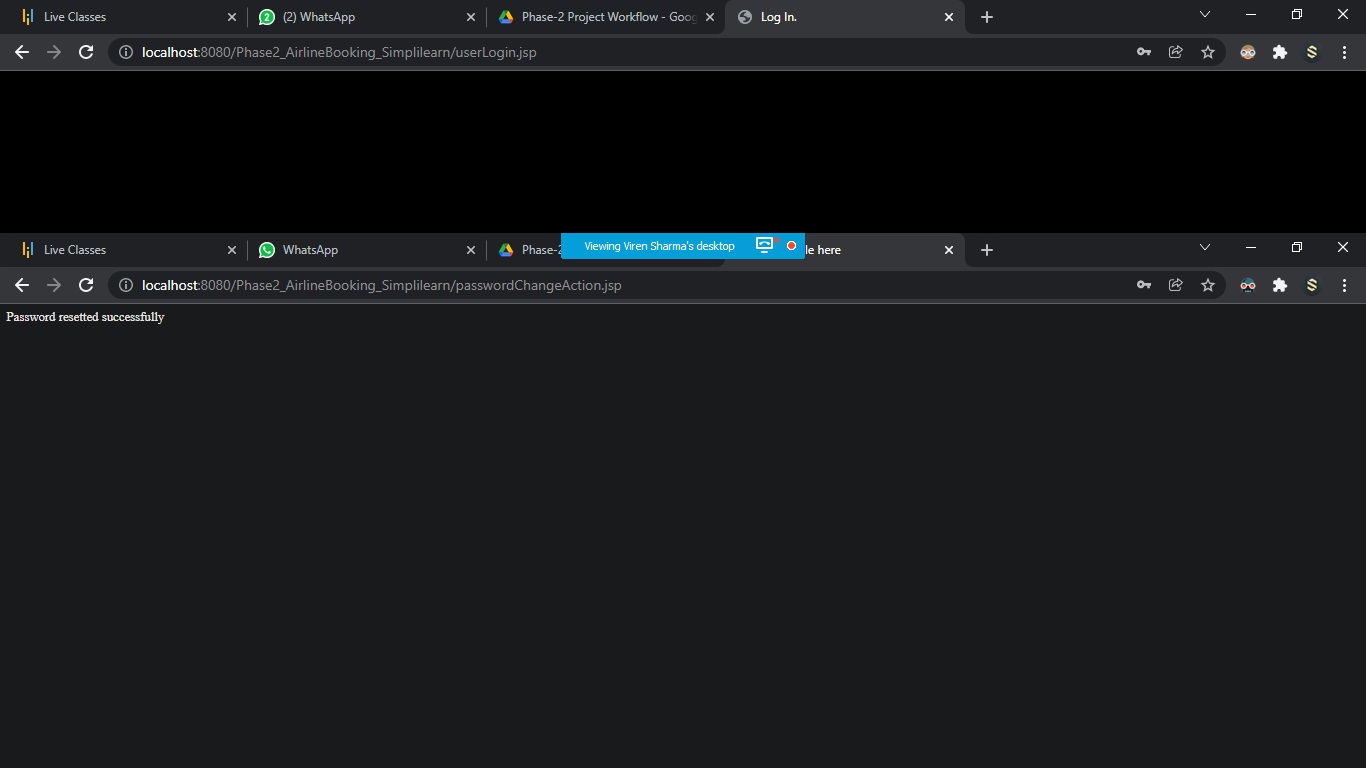 Live Classes
(2) WhatsApp
Phase-2 Project Workflow - Goog
Log In.
localhost:8080/Phase2_AirlineBooking_Simplilearn/userLogin.jsp
Live Classes
WhatsApp
Phase-2
Viewing Viren Sharma's desktop
le here
localhost:8080/Phase2_AirlineBooking_Simplilearn/passwordChangeAction.jsp
Password resetted successfully